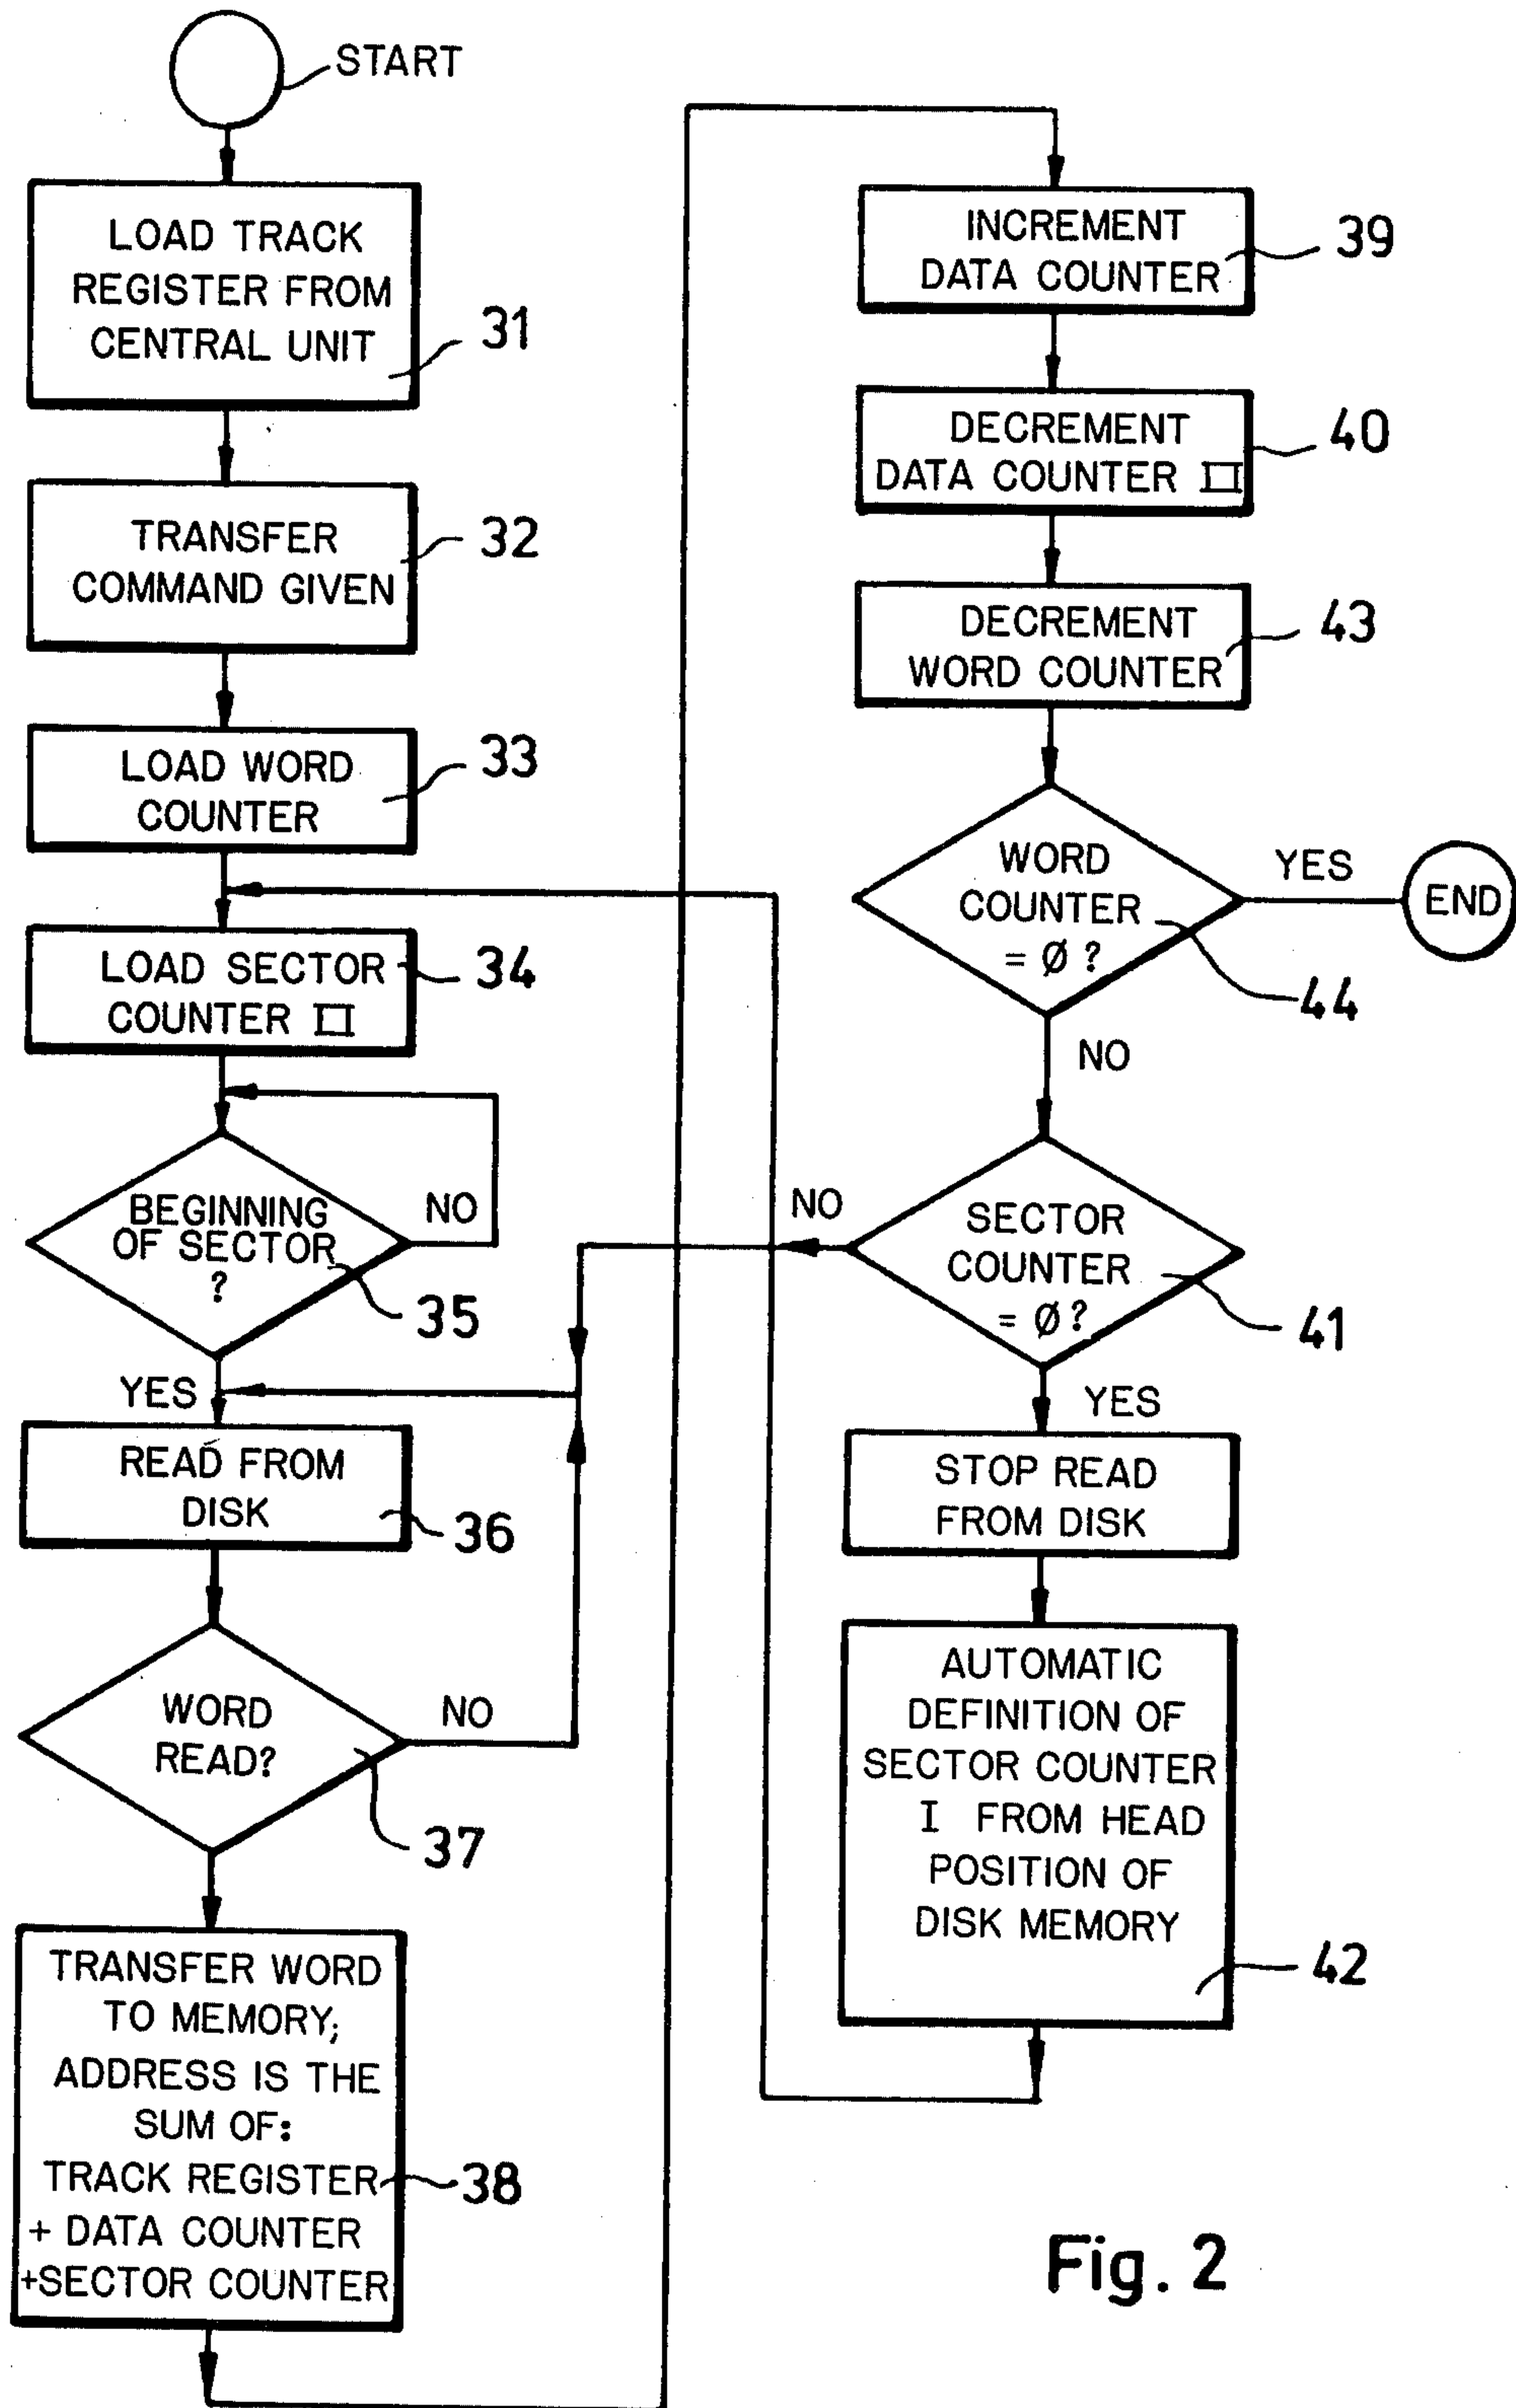 START
LOAD TRACK
REGISTER FROM
CENTRAL UNIT
31
TRANSFER
COMMAND GIVEN
32
LOAD WORD
COUNTER
33
LOAD SECTOR
COUNTER II
34
BEGINNING
OF SECTOR
?
35
NO
YES
READ FROM
DISK
36
WORD
READ?
37
NO
TRANSFER WORD
TO MEMORY;
ADDRESS IS THE
SUM OF:
TRACK REGISTER
+ DATA COUNTER
+SECTOR COUNTER
38
INCREMENT
DATA COUNTER
39
DECREMENT
DATA COUNTER II
40
DECREMENT
WORD COUNTER
43
WORD
COUNTER
= Ø ?
44
YES
END
NO
SECTOR
COUNTER
= Ø ?
41
NO
YES
STOP READ
FROM DISK
AUTOMATIC
DEFINITION OF
SECTOR COUNTER
I FROM HEAD
POSITION OF
DISK MEMORY
42
Fig. 2